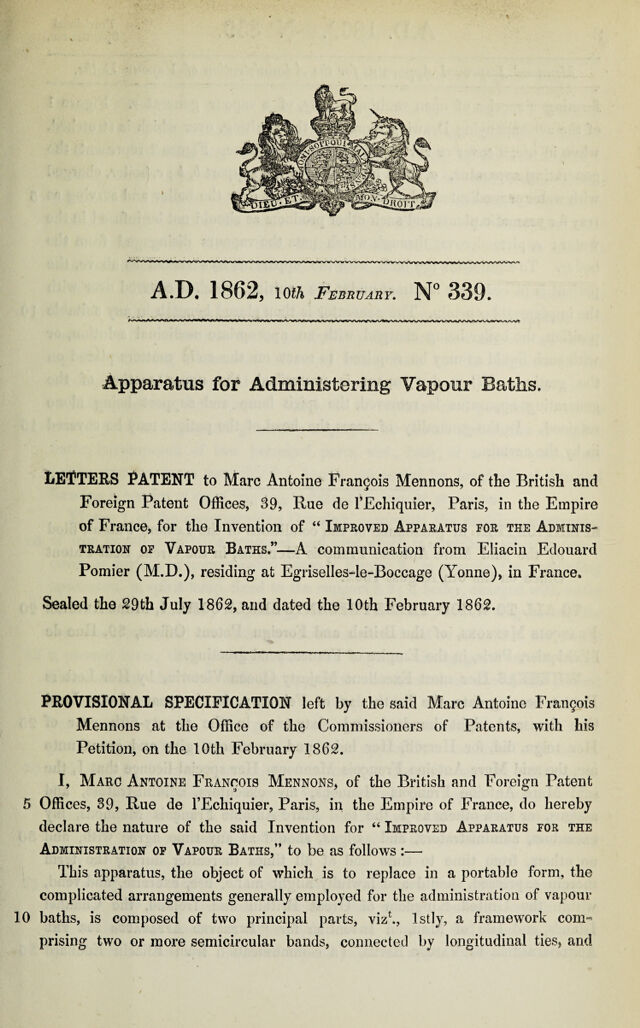 DIEU·ET· MON·DROIT·
A.D. 1862, 10th FEBRUARY. N° 339.
Apparatus for Administering Vapour Baths.
LETTERS PATENT to Marc Antoine François Mennons, of the British and
Foreign Patent Offices, 39, Rue de l'Echiquier, Paris, in the Empire
of France, for the Invention of “ IMPROVED APPARATUS FOR THE ADMINIS-
TRATION OF VAPOUR BATHS.”—A communication from Eliacin Edouard
Pomier (M.D.), residing at Egriselles-le-Boccage (Yonne), in France.
Sealed the 29th July 1862, and dated the 10th February 1862.
PROVISIONAL SPECIFICATION left by the said Marc Antoine François
Mennons at the Office of the Commissioners of Patents, with his
Petition, on the 10th February 1862.
I, MARC ANTOINE FRANÇOIS MENNONS, of the British and Foreign Patent
5 Offices, 39, Rue de l'Echiquier, Paris, in the Empire of France, do hereby
declare the nature of the said Invention for “ IMPROVED APPARATUS FOR THE
ADMINISTRATION OF VAPOUR BATHS,” to be as follows :—
This apparatus, the object of which is to replace in a portable form, the
complicated arrangements generally employed for the administration of vapour
10 baths, is composed of two principal parts, vizt., 1stly, a framework com-
prising two or more semicircular bands, connected by longitudinal ties, and